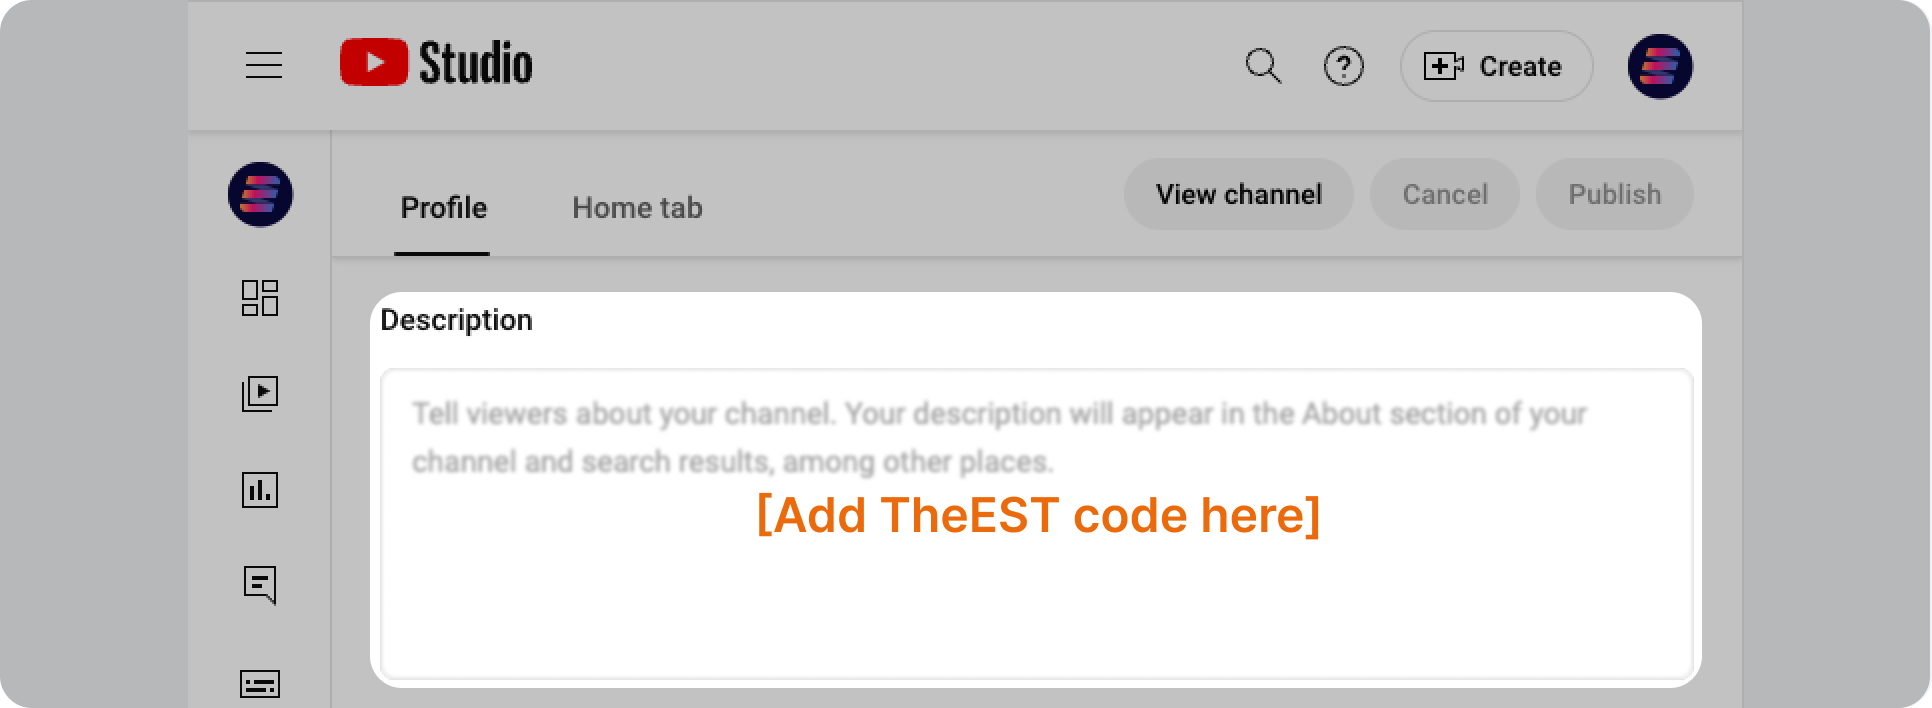 Studio
Create
Profile
Home tab
View channel
Cancel
Publish
Description
Tell viewers about your channel. Your description will appear in the About section of your
channel and search results, among other places.
[Add TheEST code here]